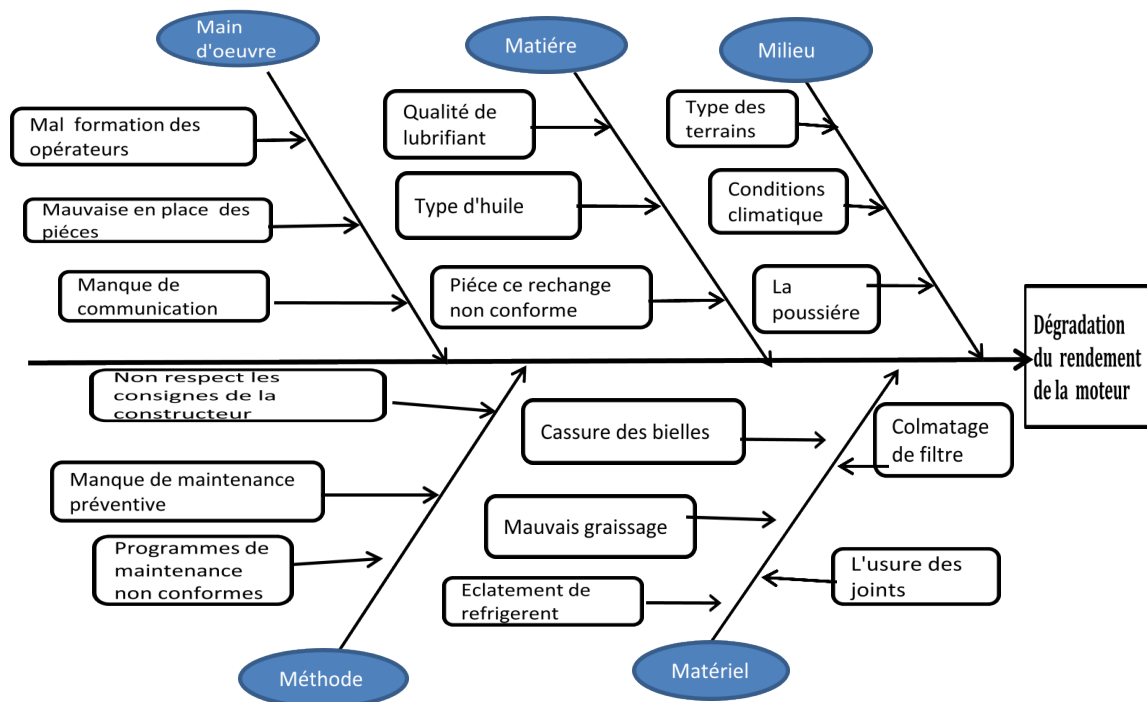 Main
d'oeuvre
Matiére
Milieu
Mal formation des
opérateurs
Mauvaise en place des
piéces
Manque de
communication
Qualité de
lubrifiant
Type d'huile
Piéce ce rechange
non conforme
Type des
terrains
Conditions
climatique
La
poussiére
Dégradation
du rendement
de la moteur
Non respect les
consignes de la
constructeur
Manque de maintenance
préventive
Programmes de
maintenance
non conformes
Cassure des bielles
Mauvais graissage
Eclatement de
refrigerent
Colmatage
de filtre
L'usure des
joints
Méthode
Matériel